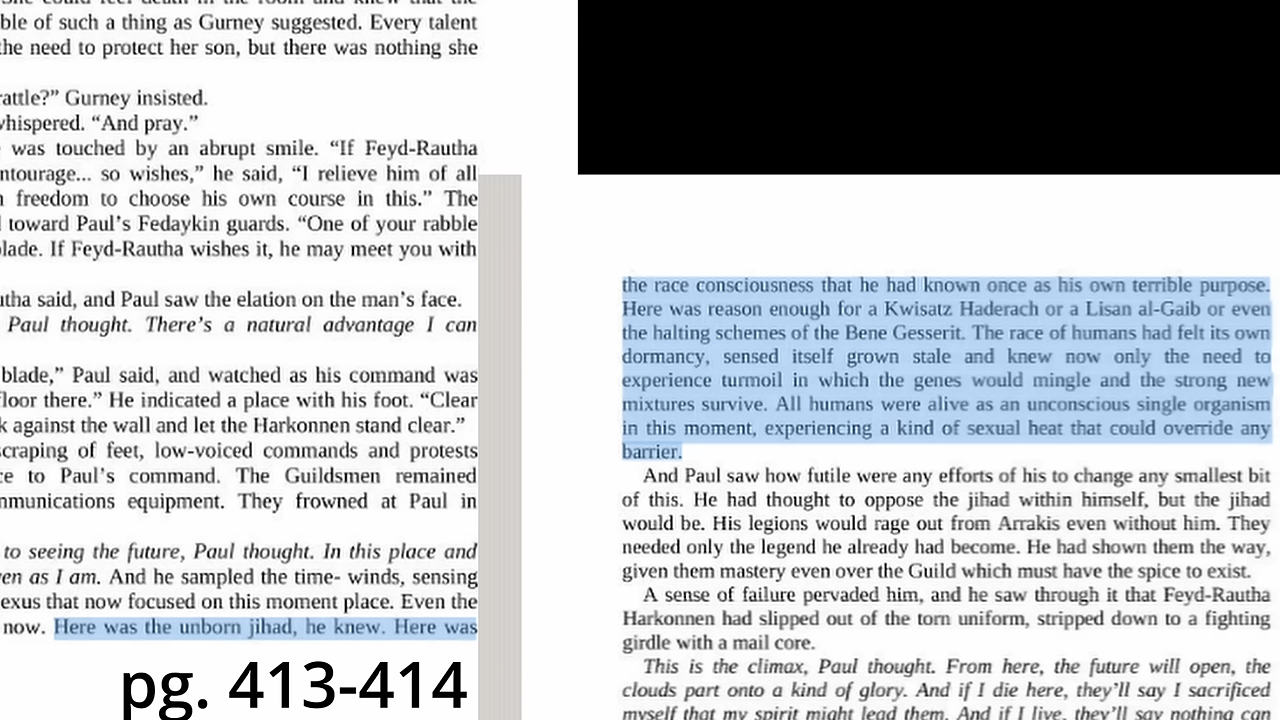 ble of such a thing as Gurney suggested. Every talent
the need to protect her son, but there was nothing she
rattle?” Gurney insisted.
whispered. “And pray.”
was touched by an abrupt smile. “If Feyd-Rautha
ntourage... so wishes,” he said, “I relieve him of all
freedom to choose his own course in this.” The
toward Paul’s Fedaykin guards. “One of your rabble
blade. If Feyd-Rautha wishes it, he may meet you with
utha said, and Paul saw the elation on the man’s face.
Paul thought. There’s a natural advantage I can
blade,” Paul said, and watched as his command was
floor there.” He indicated a place with his foot. “Clear
k against the wall and let the Harkonnen stand clear.”
scraping of feet, low-voiced commands and protests
ce to Paul’s command. The Guildsmen remained
mmunications equipment. They frowned at Paul in
to seeing the future, Paul thought. In this place and
en as I am. And he sampled the time- winds, sensing
exus that now focused on this moment place. Even the
now. Here was the unborn jihad, he knew. Here was
pg. 413-414
the race consciousness that he had known once as his own terrible purpose.
Here was reason enough for a Kwisatz Haderach or a Lisan al-Gaib or even
the halting schemes of the Bene Gesserit. The race of humans had felt its own
dormancy, sensed itself grown stale and knew now only the need to
experience turmoil in which the genes would mingle and the strong new
mixtures survive. All humans were alive as an unconscious single organism
in this moment, experiencing a kind of sexual heat that could override any
barrier.
And Paul saw how futile were any efforts of his to change any smallest bit
of this. He had thought to oppose the jihad within himself, but the jihad
would be. His legions would rage out from Arrakis even without him. They
needed only the legend he already had become. He had shown them the way,
given them mastery even over the Guild which must have the spice to exist.
A sense of failure pervaded him, and he saw through it that Feyd-Rautha
Harkonnen had slipped out of the torn uniform, stripped down to a fighting
girdle with a mail core.
This is the climax, Paul thought. From here, the future will open, the
clouds part onto a kind of glory. And if I die here, they’ll say I sacrificed
myself that my spirit might lead them. And if I live, they’ll say nothing can